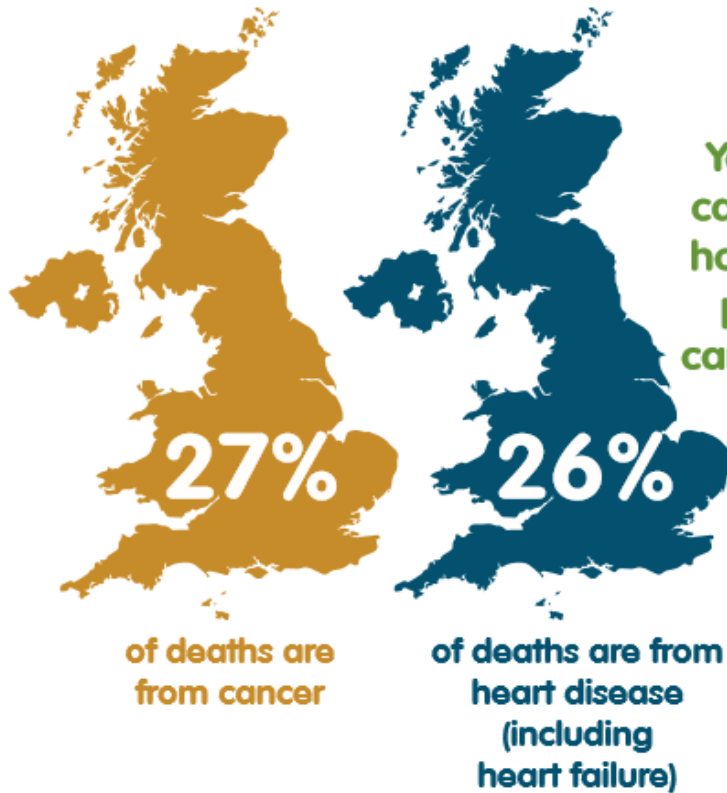 27%
of deaths are
from cancer
26%
of deaths are from
heart disease
(including
heart failure)